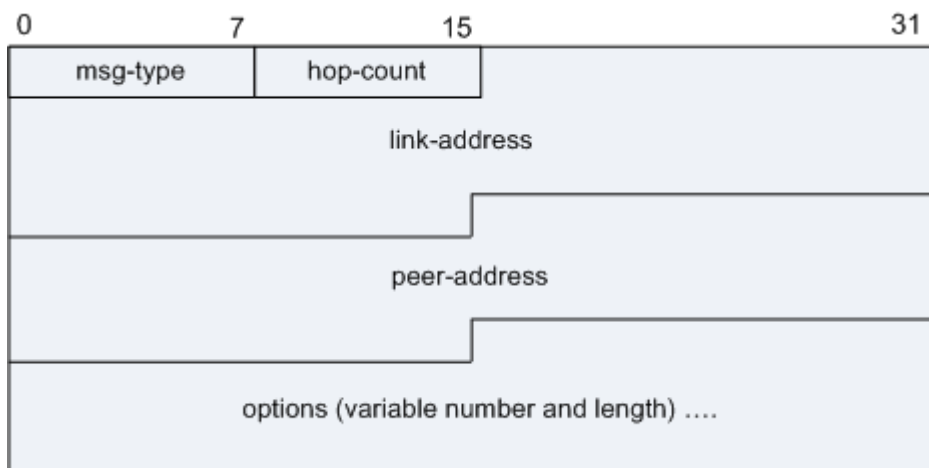 0 7 15 31
msg-type hop-count
link-address
peer-address
options (variable number and length) ....